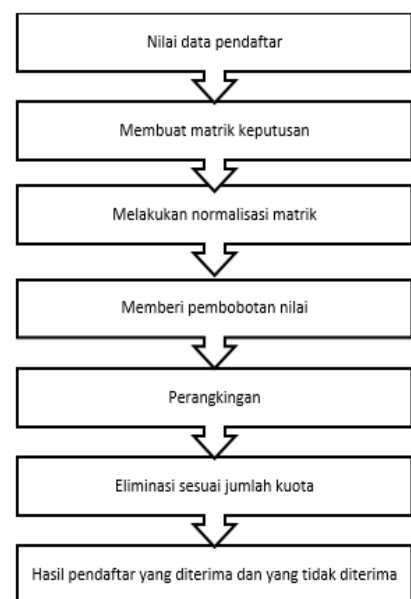 Nilai data pendaftar
Membuat matrik keputusan
Melakukan normalisasi matrik
Memberi pembobotan nilai
Perangkingan
Eliminasi sesuai jumlah kuota
Hasil pendaftar yang diterima dan yang tidak diterima